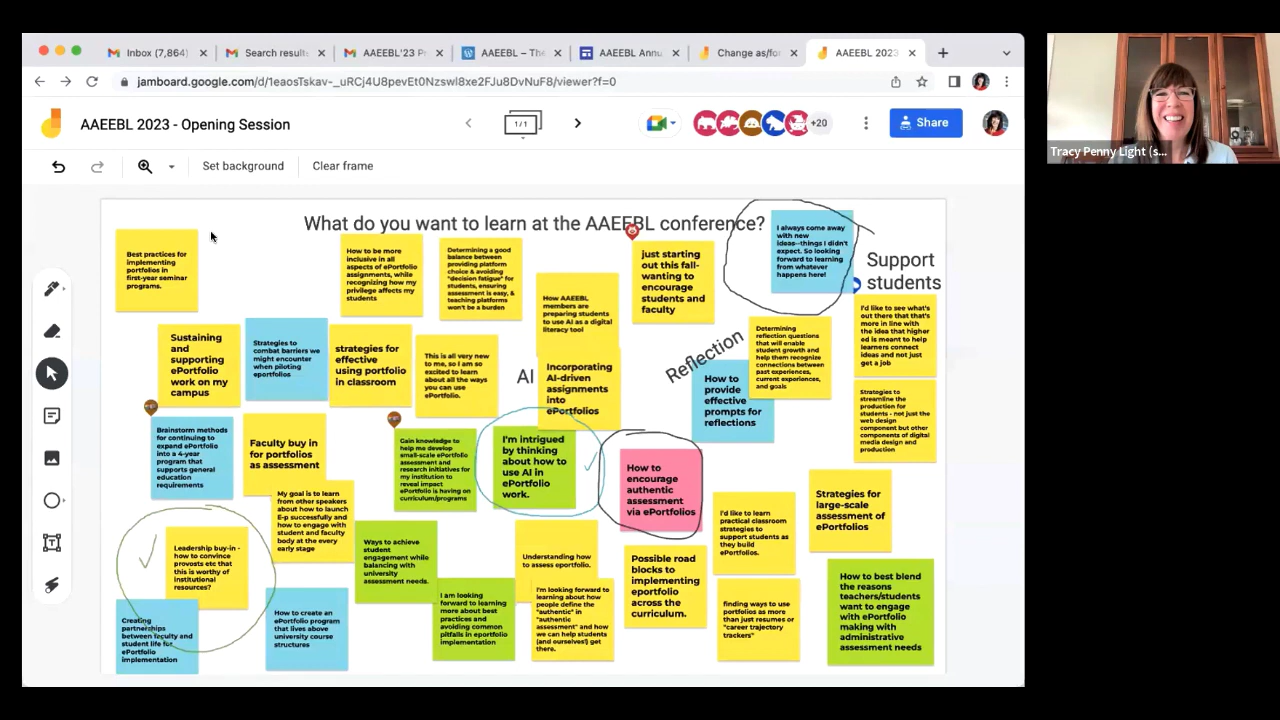 Inbox (7,864)
Search result
AAEEBL'23 P
AAEEBL – The
AAEEBL Annu
Change as/for
AAEEBL 2023
jamboard.google.com/d/1eaosTskav-_uRCj4U8pevEt0Nzswl8xe2FJu8DvNuF8/viewer?f=0
AAEEBL 2023 - Opening Session
1/1
+20
Share
Set background
Clear frame
Tracy Penny Light (s...
What do you want to learn at the AAEEBL conference?
Best practices for
implementing
portfolios in
first-year seminar
programs.
How to be more
inclusive in all
aspects of ePortfolio
assignments, while
recognizing how my
privilege affects my
students
Determining a good
balance between
providing platform
choice & avoiding
"decision fatigue" for
students, ensuring
assessment is easy, &
teaching platforms
won't be a burden
How AAEEBL
members are
preparing students
to use AI as a digital
literacy tool
just starting
out this fall-
wanting to
encourage
students and
faculty
I always come away
with new
ideas--things I didn't
expect. So looking
forward to learning
from whatever
happens here!
Support
students
Sustaining
and
supporting
ePortfolio
work on my
campus
Strategies to
combat barriers we
might encounter
when piloting
eportfolios
strategies for
effective
using portfolio
in classroom
This is all very new
to me, so I am so
excited to learn
about all the ways
you can use
ePortfolio.
AI
Incorporating
AI-driven
assignments
into
ePortfolios
Reflection
How to
provide
effective
prompts for
reflections
Determining
reflection questions
that will enable
student growth and
help them recognize
connections between
past experiences,
current experiences,
and goals
I'd like to see what's
out there that that's
more in line with
the idea that higher
ed is meant to help
learners connect
ideas and not just
get a job
Strategies to
streamline the
production for
students - not just the
web design
component but other
components of digital
media design and
production
Brainstorm methods
for continuing to
expand ePortfolio
into a 4-year
program that
supports general
education
requirements
Faculty buy in
for portfolios
as assessment
Gain knowledge to
help me develop
small-scale ePortfolio
assessment and
research initiatives for
my institution to
reveal impact
ePortfolio is having on
curriculum/programs
I'm intrigued
by thinking
about how to
use AI in
ePortfolio
work.
How to
encourage
authentic
assessment
via ePortfolios
My goal is to learn
from other speakers
about how to launch
E-p successfully and
how to engage with
student and faculty
body at the every
early stage
I'd like to learn
practical classroom
strategies to
support students as
they build
ePortfolios.
Strategies for
large-scale
assessment of
ePortfolios
Leadership buy-in -
how to convince
provosts etc that
this is worthy of
institutional
resources?
Ways to achieve
student
engagement while
balancing with
university
assessment needs.
Understanding how
to assess eportfolio.
Possible road
blocks to
implementing
eportfolio
across the
curriculum.
How to best blend
the reasons
teachers/students
want to engage
with ePortfolio
making with
administrative
assessment needs
Creating
partnerships
between faculty and
student life for
ePortfolio
implementation
How to create an
ePortfolio program
that lives above
university course
structures
I am looking
forward to learning
more about best
practices and
avoiding common
pitfalls in eportfolio
implementation
I'm looking forward to
learning about how
people define the
"authentic" in
"authentic
assessment" and how
we can help students
(and ourselves!) get
there.
finding ways to use
portfolios as more
than just resumes or
"career trajectory
trackers"